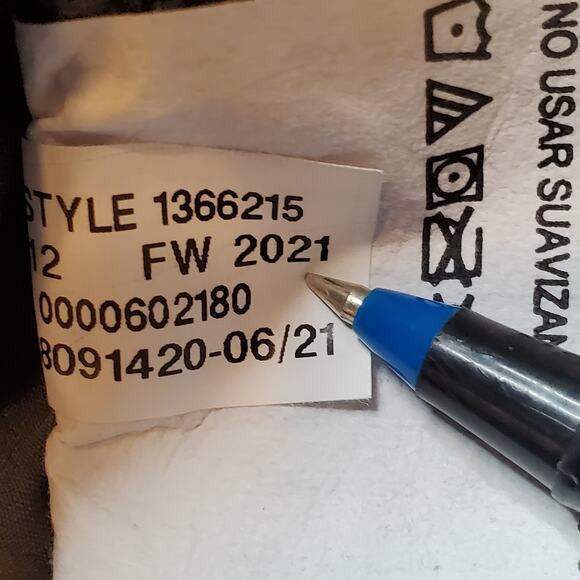 STYLE 1366215
12 FW 2021
0000602180
8091420-06/21
NO USAR SUAVIZAN